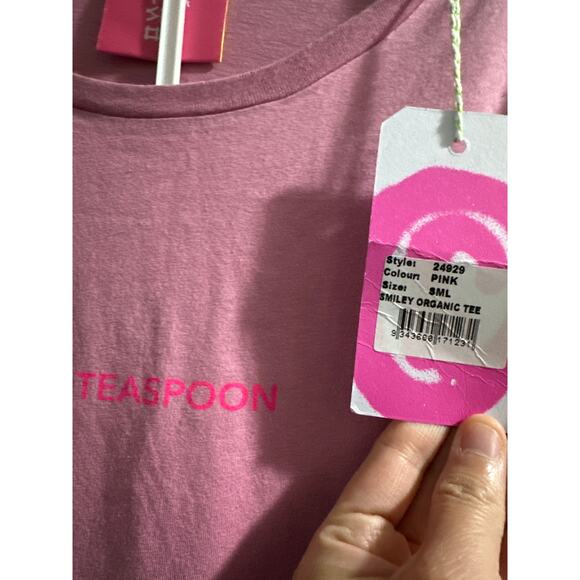 Style: 24929
Colour: PINK
Size: SML
SMILEY ORGANIC TEE
TEASPOON